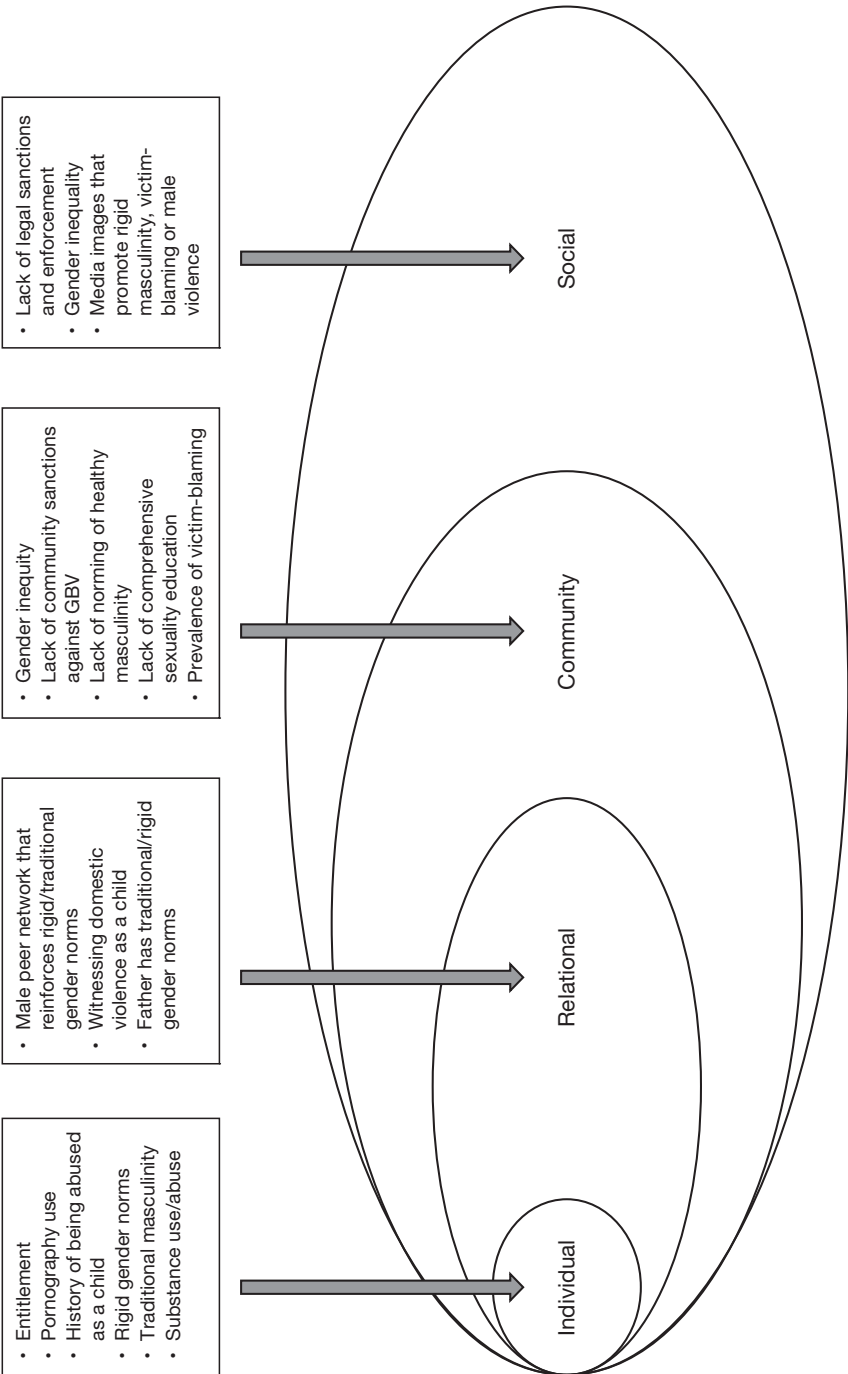 • Entitlement
• Pornography use
• History of being abused
as a child
• Rigid gender norms
• Traditional masculinity
• Substance use/abuse
• Male peer network that
reinforces rigid/traditional
gender norms
• Witnessing domestic
violence as a child
• Father has traditional/rigid
gender norms
• Gender inequity
• Lack of community sanctions
against GBV
• Lack of norming of healthy
masculinity
• Lack of comprehensive
sexuality education
• Prevalence of victim-blaming
• Lack of legal sanctions
and enforcement
• Gender inequality
• Media images that
promote rigid
masculinity, victim-
blaming or male
violence
Individual
Relational
Community
Social